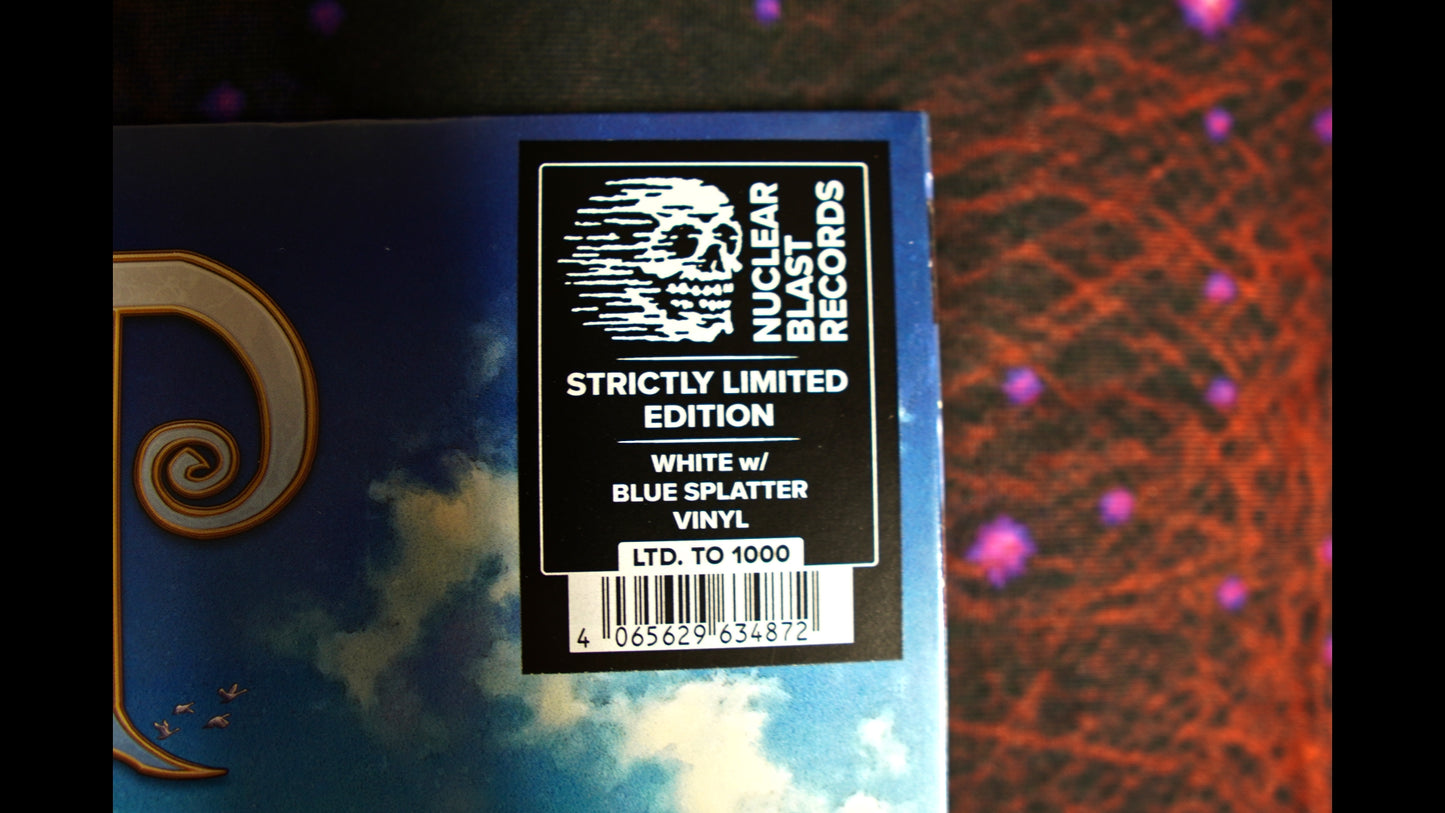 NUCLEAR
BLAST
RECORDS
STRICTLY LIMITED
EDITION
WHITE w/
BLUE SPLATTER
VINYL
LTD. TO 1000
4 065629 634872